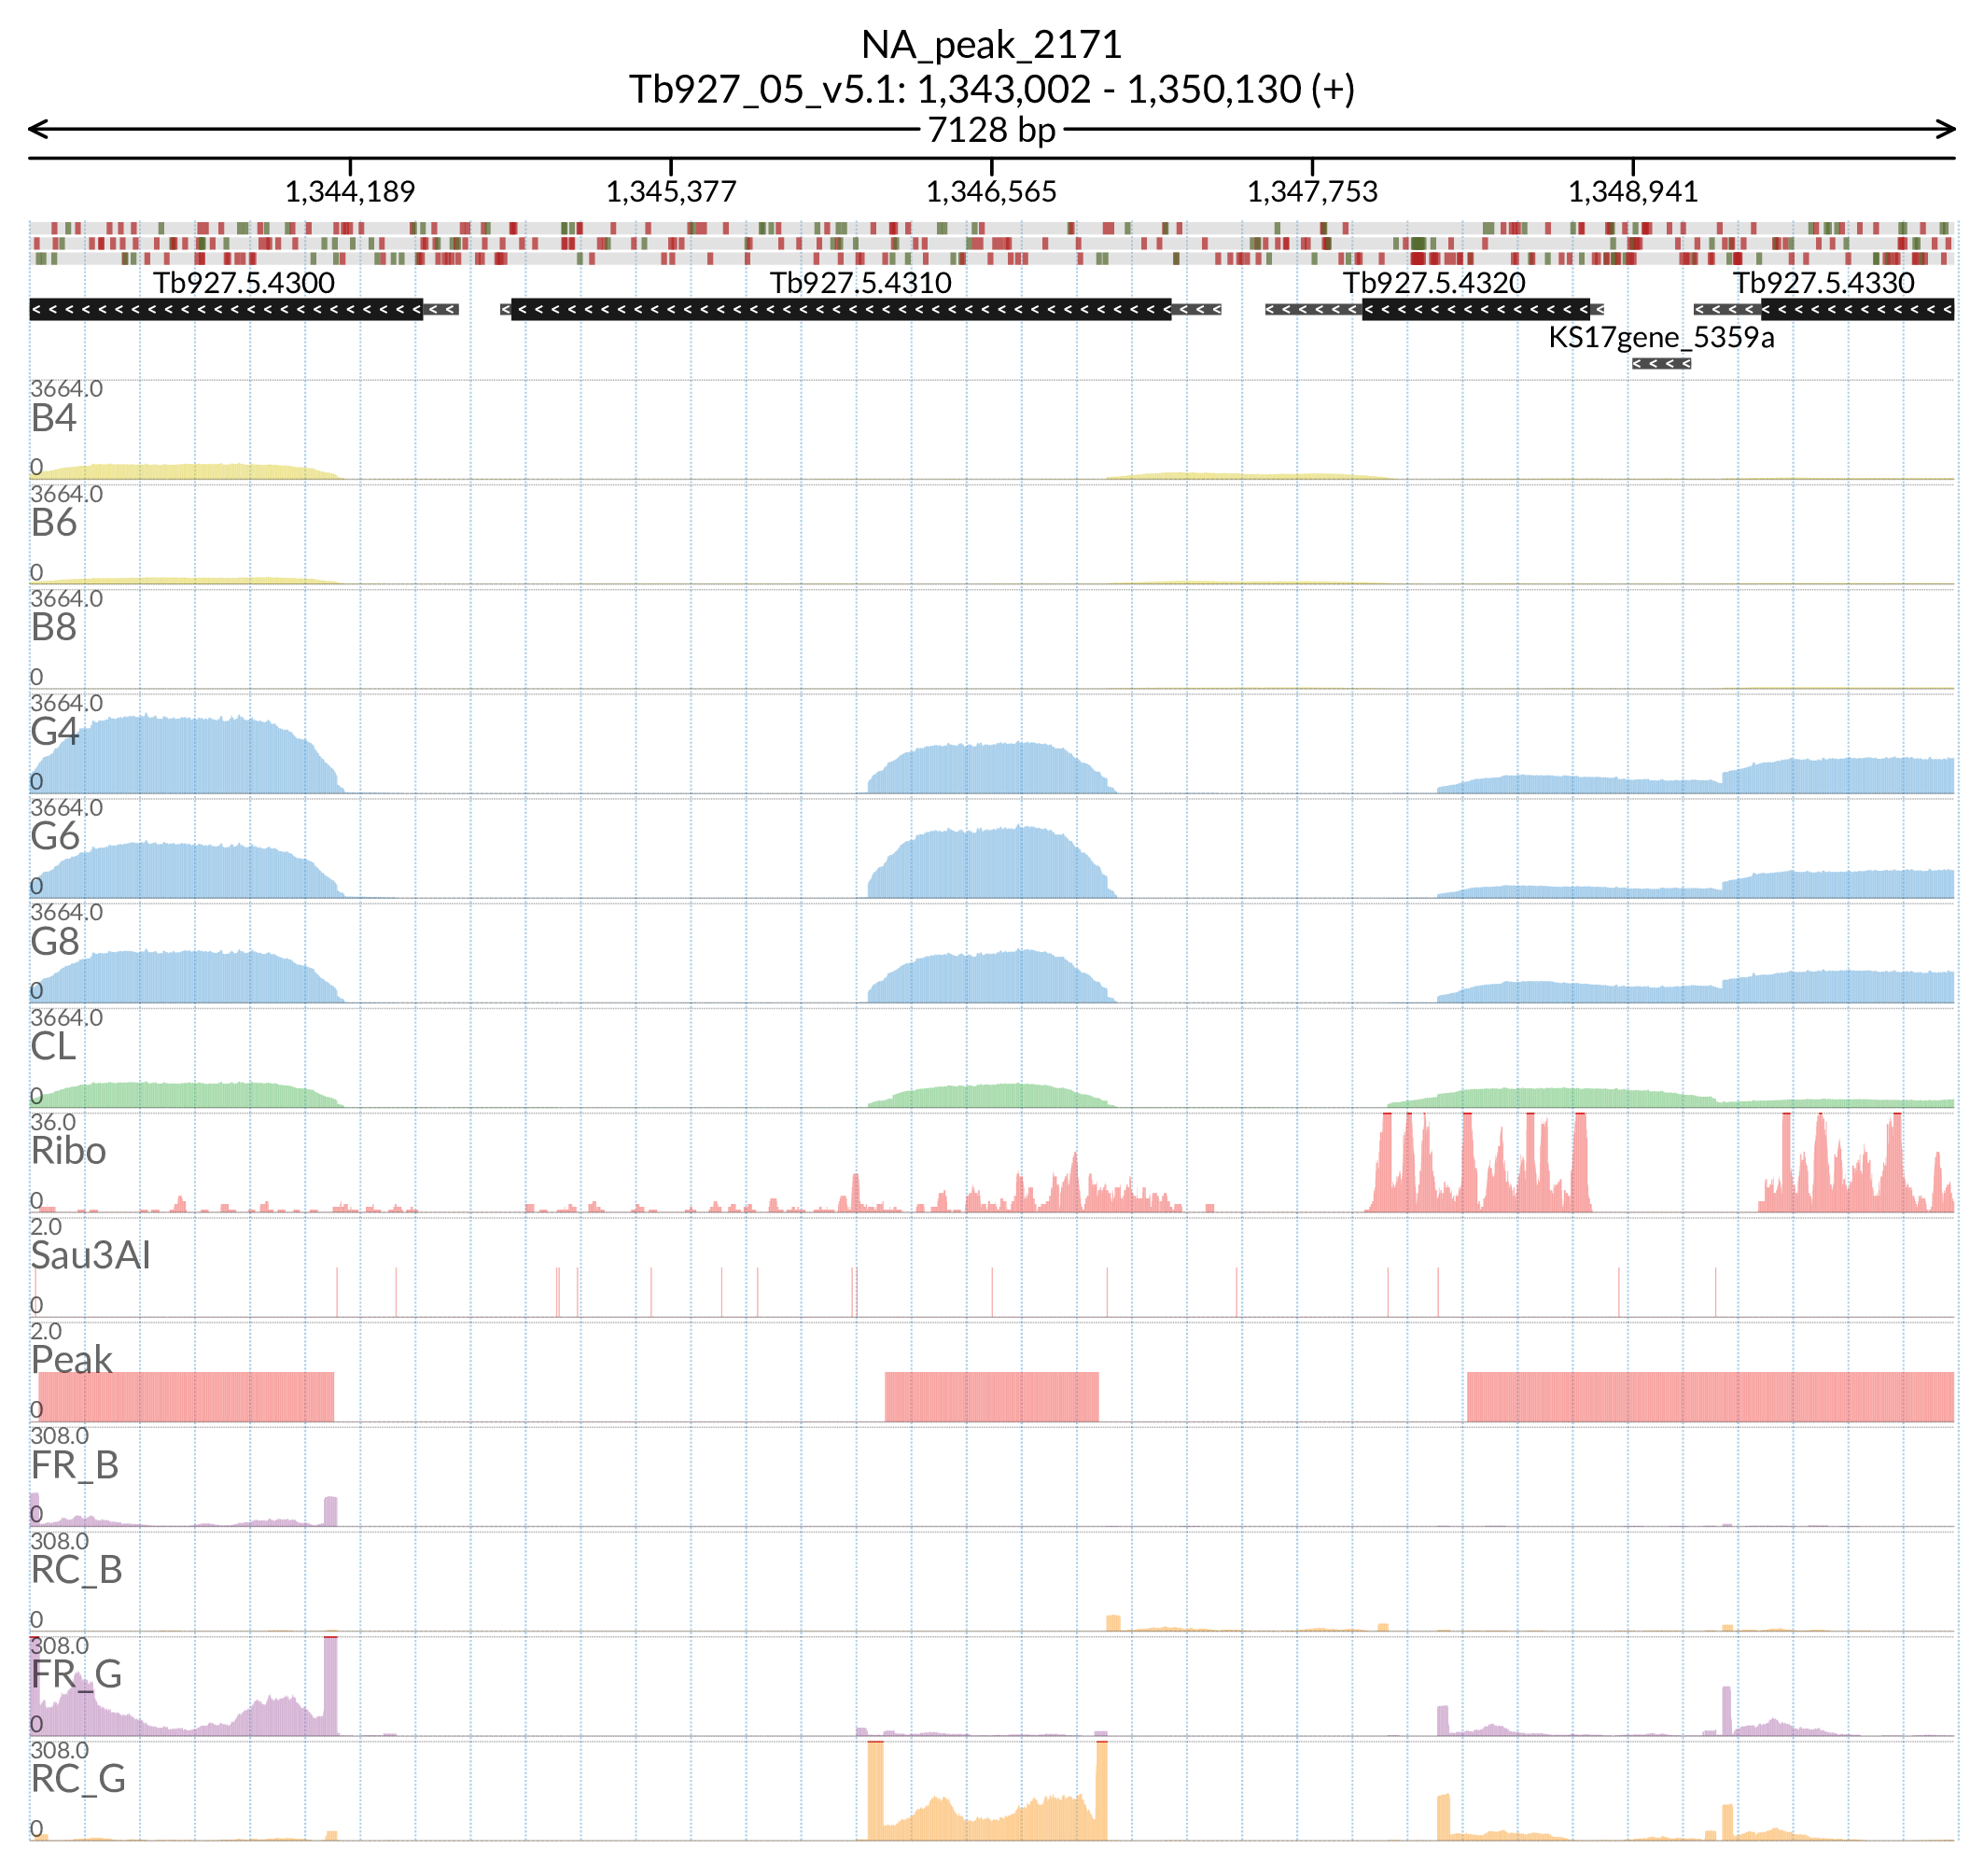 NA_peak_2171
Tb927_05_v5.1: 1,343,002 - 1,350,130 (+)
7128 bp
1,344,189 1,345,377 1,346,565 1,347,753 1,348,941
Tb927.5.4300 Tb927.5.4310 Tb927.5.4320 Tb927.5.4330
KS17gene_5359a
3664.0
B4
0
3664.0
B6
0
3664.0
B8
0
3664.0
G4
0
3664.0
G6
0
3664.0
G8
0
3664.0
CL
0
36.0
Ribo
0
2.0
Sau3AI
0
2.0
Peak
0
308.0
FR_B
0
308.0
RC_B
0
308.0
FR_G
0
308.0
RC_G
0